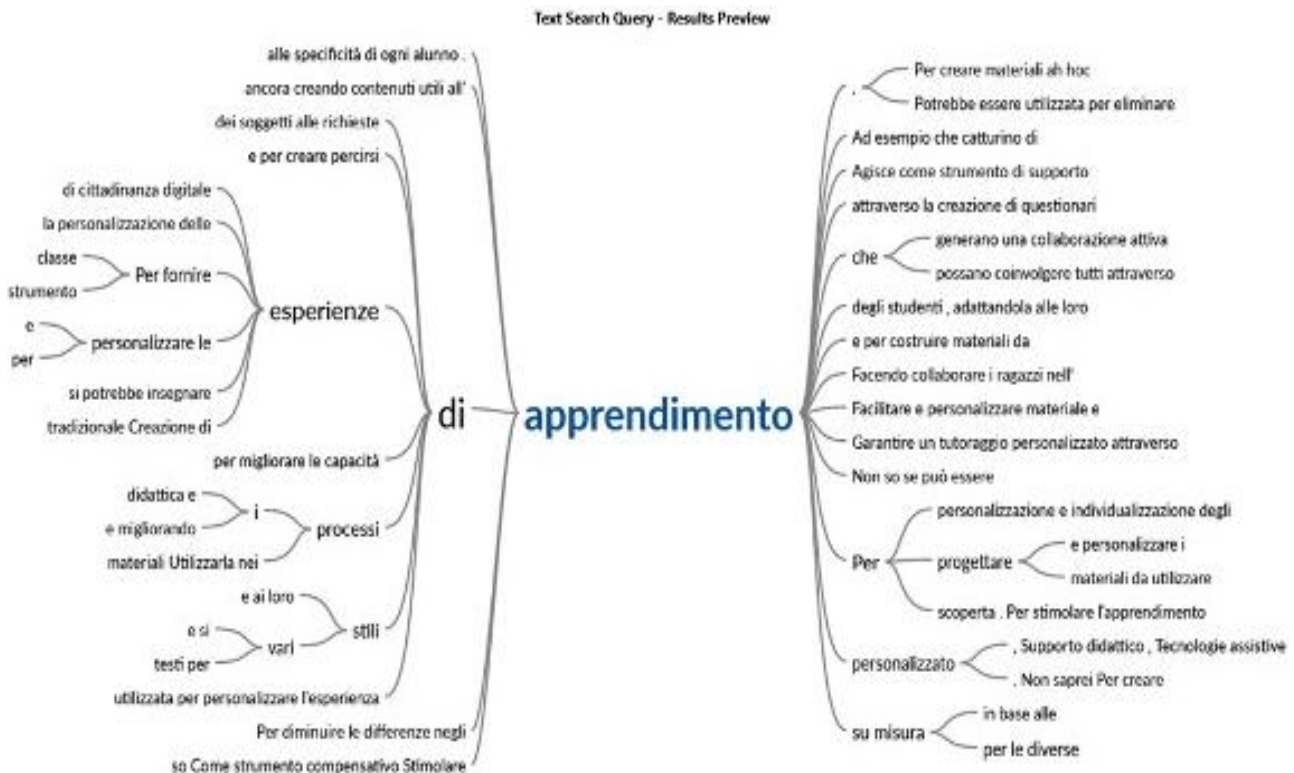 Text Search Query - Results Preview
alle specificità di ogni alunno .
ancora creando contenuti utili all'
dei soggetti alle richieste
e per creare percirsi
di cittadinanza digitale
la personalizzazione delle
classe
strumento
Per fornire
e
per
personalizzare le
si potrebbe insegnare
tradizionale Creazione di
esperienze
per migliorare le capacità
didattica e
e migliorando
i
materiali Utilizzarla nei
processi
e ai loro
e si
testi per
vari
stili
utilizzata per personalizzare l'esperienza
di
Per diminuire le differenze negli
so Come strumento compensativo Stimolare
apprendimento
,
Per creare materiali ah hoc
Potrebbe essere utilizzata per eliminare
Ad esempio che catturino di
Agisce come strumento di supporto
attraverso la creazione di questionari
che
generano una collaborazione attiva
possano coinvolgere tutti attraverso
degli studenti , adattandola alle loro
e per costruire materiali da
Facendo collaborare i ragazzi nell'
Facilitare e personalizzare materiale e
Garantire un tutoraggio personalizzato attraverso
Non so se può essere
Per
personalizzazione e individualizzazione degli
progettare
e personalizzare i
materiali da utilizzare
scoperta . Per stimolare l'apprendimento
personalizzato
, Supporto didattico , Tecnologie assistive
. Non saprei Per creare
su misura
in base alle
per le diverse